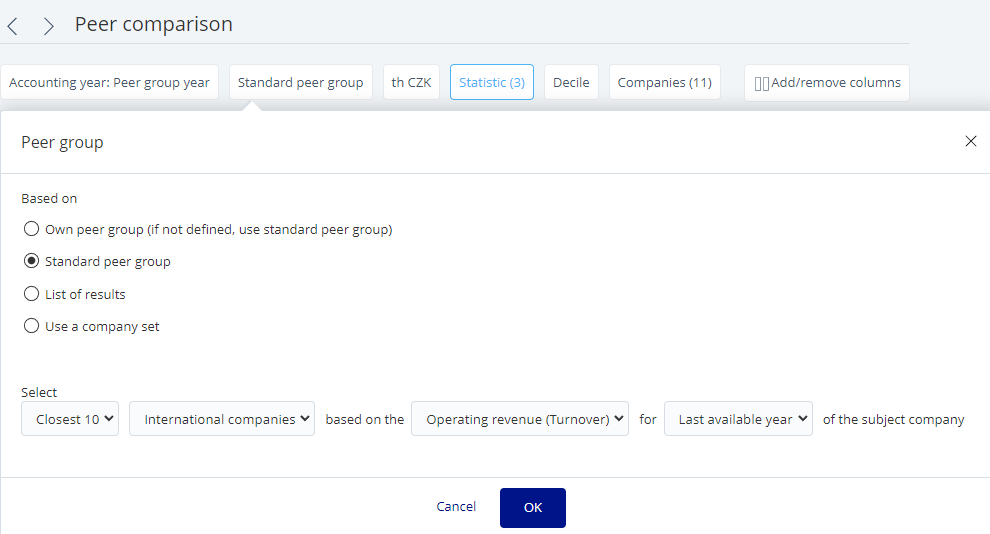 Peer comparison
Accounting year: Peer group year Standard peer group th CZK Statistic (3) Decile Companies (11) Add/remove columns
Peer group
Based on
Own peer group (if not defined, use standard peer group)
Standard peer group
List of results
Use a company set
Select
Closest 10 International companies based on the Operating revenue (Turnover) for Last available year of the subject company
Cancel OK